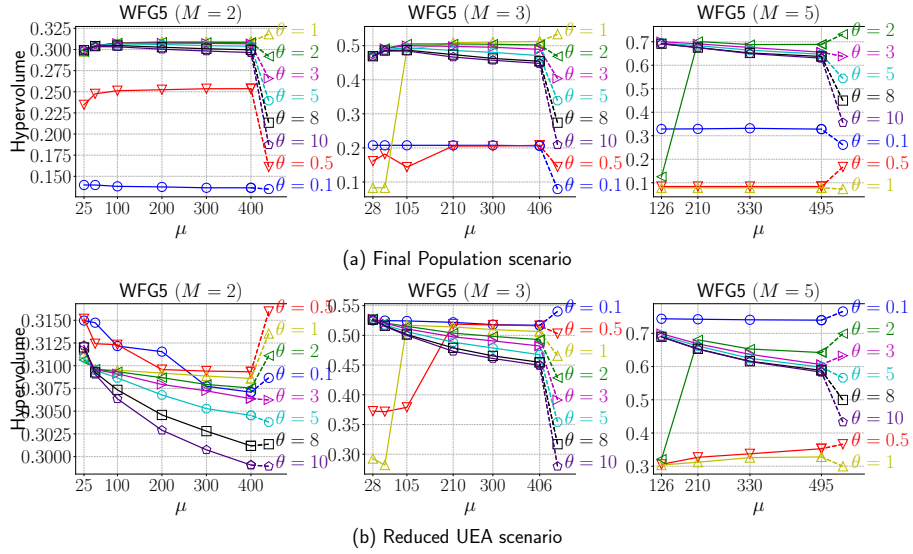 WFG5 (M = 2)
WFG5 (M = 3)
WFG5 (M = 5)
Hypervolume
0.325
0.300
0.275
0.250
0.225
0.200
0.175
0.150
25 100 200 300 400
μ
θ = 1
θ = 2
θ = 3
θ = 5
θ = 8
θ = 10
θ = 0.5
θ = 0.1
0.5
0.4
0.3
0.2
0.1
28 105 210 300 406
μ
θ = 1
θ = 2
θ = 3
θ = 5
θ = 8
θ = 10
θ = 0.5
θ = 0.1
0.7
0.6
0.5
0.4
0.3
0.2
0.1
126 210 330 495
μ
θ = 2
θ = 3
θ = 5
θ = 8
θ = 10
θ = 0.1
θ = 0.5
θ = 1
(a) Final Population scenario
WFG5 (M = 2)
WFG5 (M = 3)
WFG5 (M = 5)
Hypervolume
0.3150
0.3125
0.3100
0.3075
0.3050
0.3025
0.3000
25 100 200 300 400
μ
θ = 0.5
θ = 1
θ = 2
θ = 0.1
θ = 3
θ = 5
θ = 8
θ = 10
0.55
0.50
0.45
0.40
0.35
0.30
28 105 210 300 406
μ
θ = 0.1
θ = 0.5
θ = 1
θ = 2
θ = 3
θ = 5
θ = 8
θ = 10
0.7
0.6
0.5
0.4
0.3
126 210 330 495
μ
θ = 0.1
θ = 2
θ = 3
θ = 5
θ = 8
θ = 10
θ = 0.5
θ = 1
(b) Reduced UEA scenario